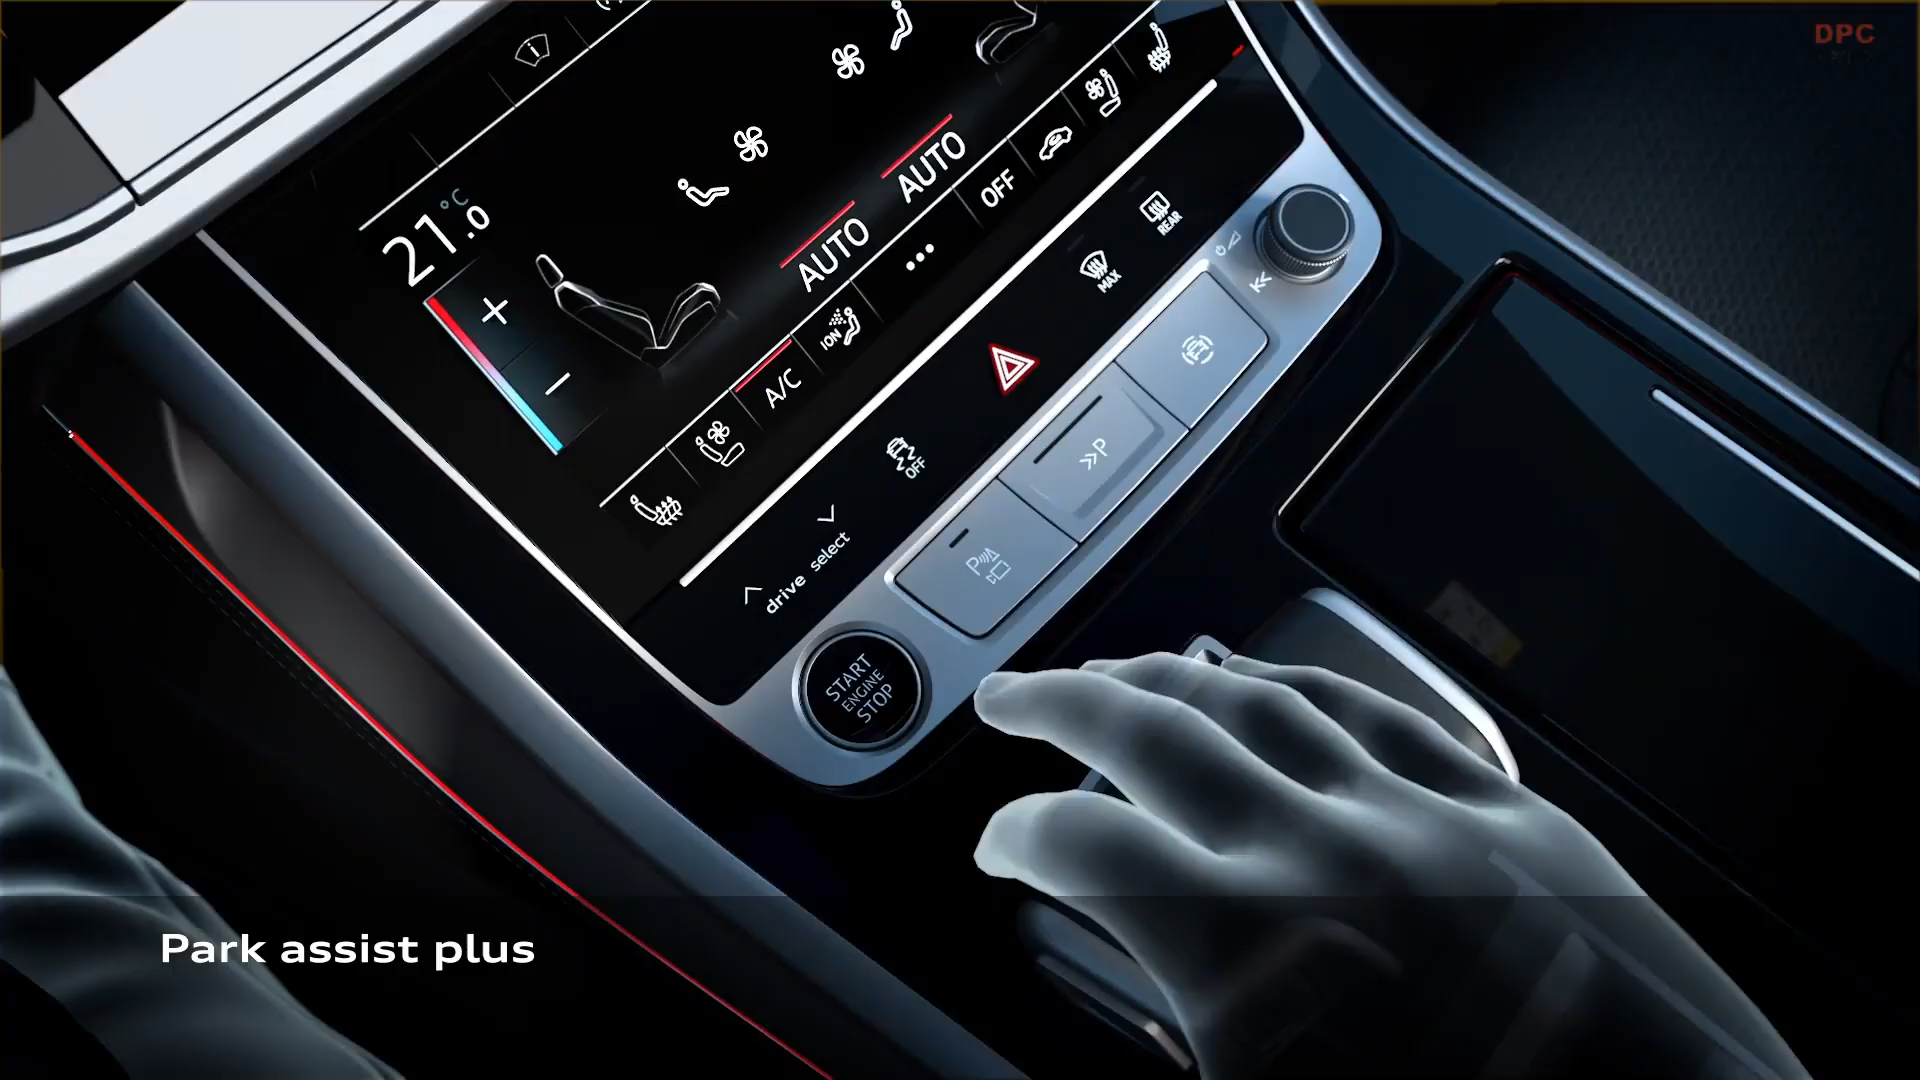 DPC
21.0 °C
AUTO
AUTO
OFF
ION
A/C
REAR
MAX
OFF
P
P
drive select
START
ENGINE
STOP
Park assist plus